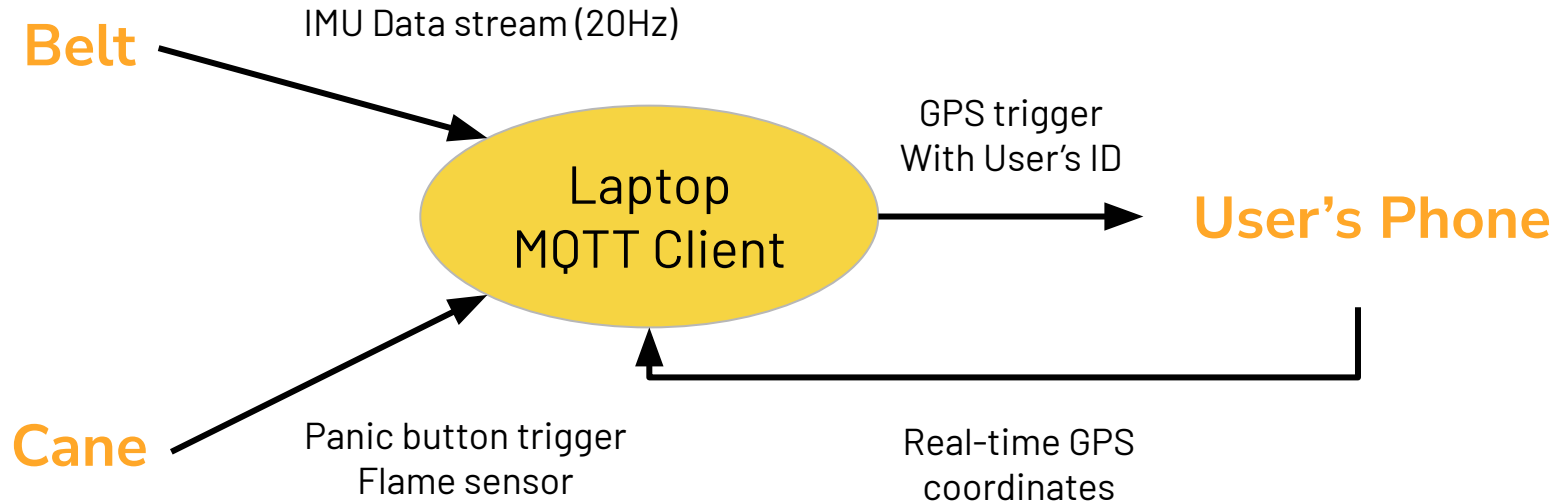 Belt
IMU Data stream (20Hz)
Laptop
MQTT Client
GPS trigger
With User’s ID
User’s Phone
Cane
Panic button trigger
Flame sensor
Real-time GPS
coordinates